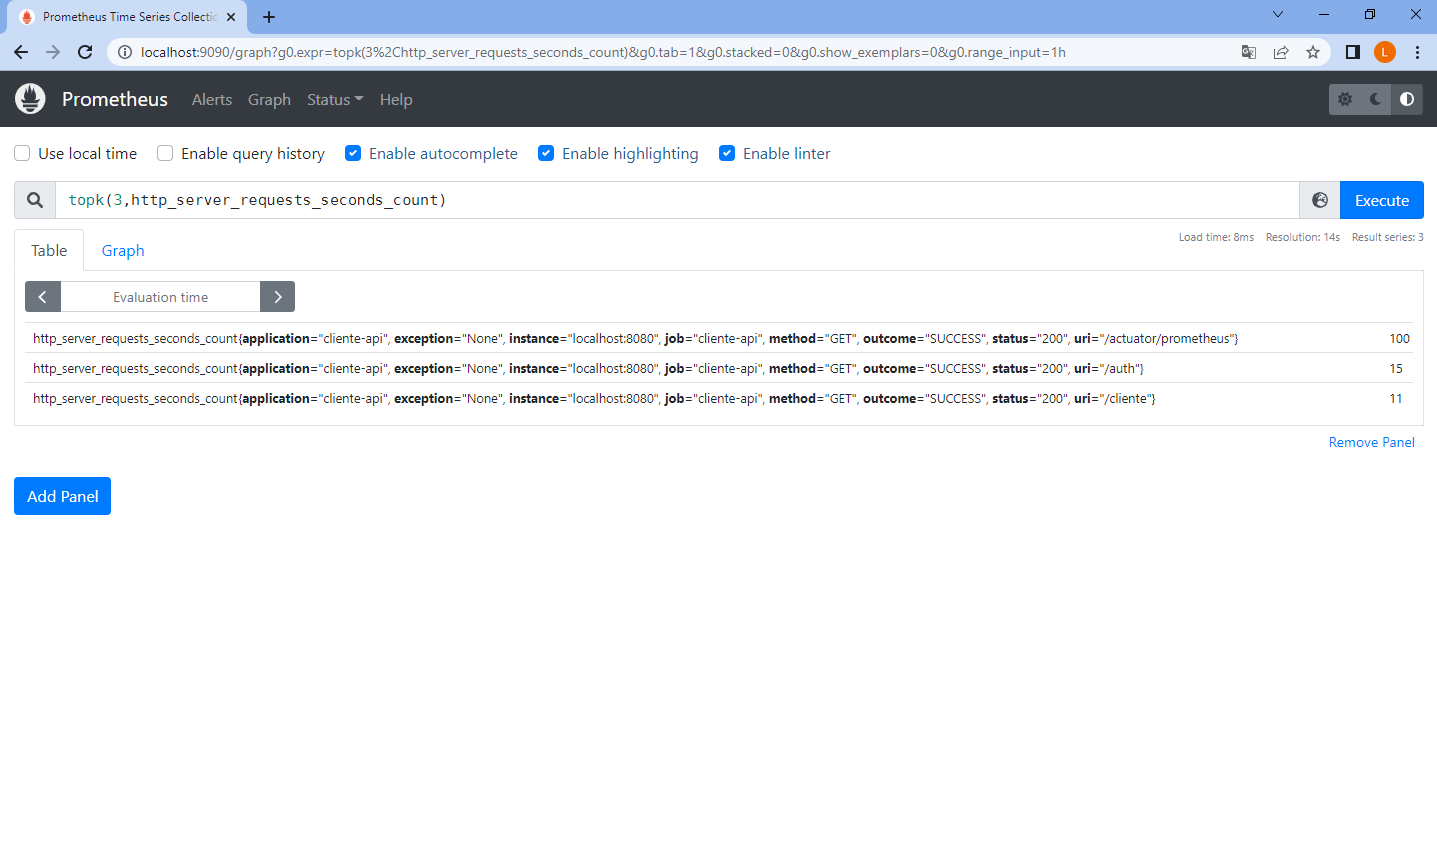 Prometheus Time Series Collectic
localhost:9090/graph?g0.expr=topk(3%2Chttp_server_requests_seconds_count)&g0.tab=1&g0.stacked=0&g0.show_exemplars=0&g0.range_input=1h
L
Prometheus Alerts Graph Status Help
Use local time Enable query history Enable autocomplete Enable highlighting Enable linter
topk(3,http_server_requests_seconds_count) Execute
Table Graph Load time: 8ms Resolution: 14s Result series: 3
Evaluation time
http_server_requests_seconds_count{application="cliente-api", exception="None", instance="localhost:8080", job="cliente-api", method="GET", outcome="SUCCESS", status="200", uri="/actuator/prometheus"} 100
http_server_requests_seconds_count{application="cliente-api", exception="None", instance="localhost:8080", job="cliente-api", method="GET", outcome="SUCCESS", status="200", uri="/auth"} 15
http_server_requests_seconds_count{application="cliente-api", exception="None", instance="localhost:8080", job="cliente-api", method="GET", outcome="SUCCESS", status="200", uri="/cliente"} 11
Remove Panel
Add Panel